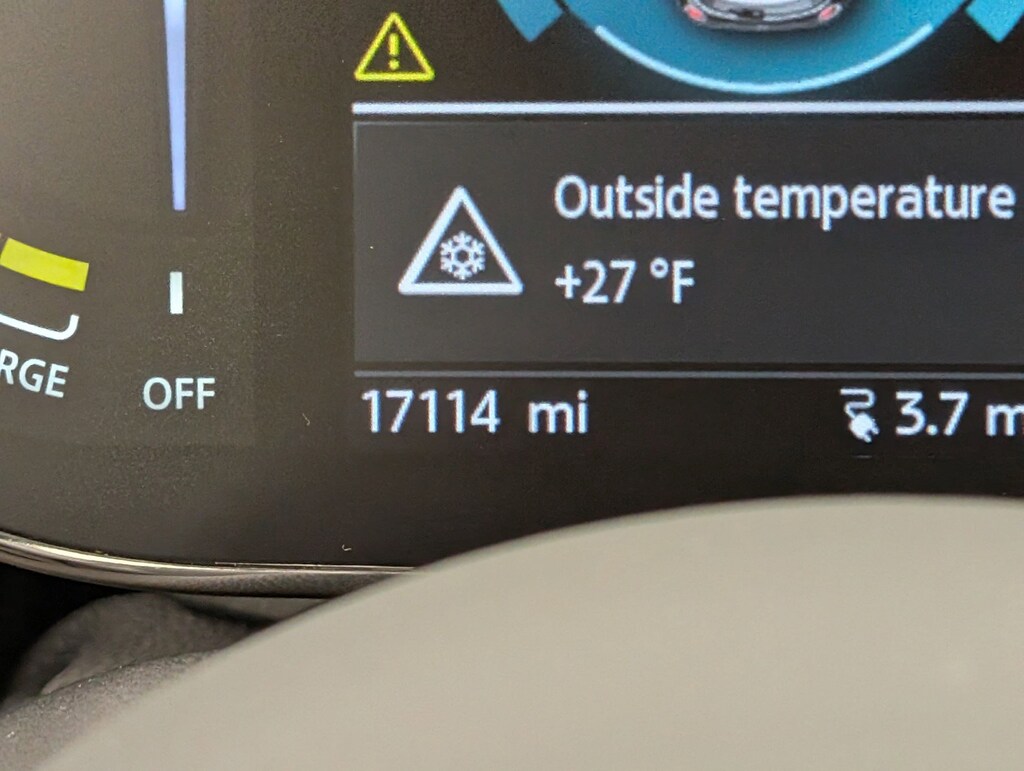 Outside temperature
+27 °F
RGE
OFF
17114 mi
3.7 m